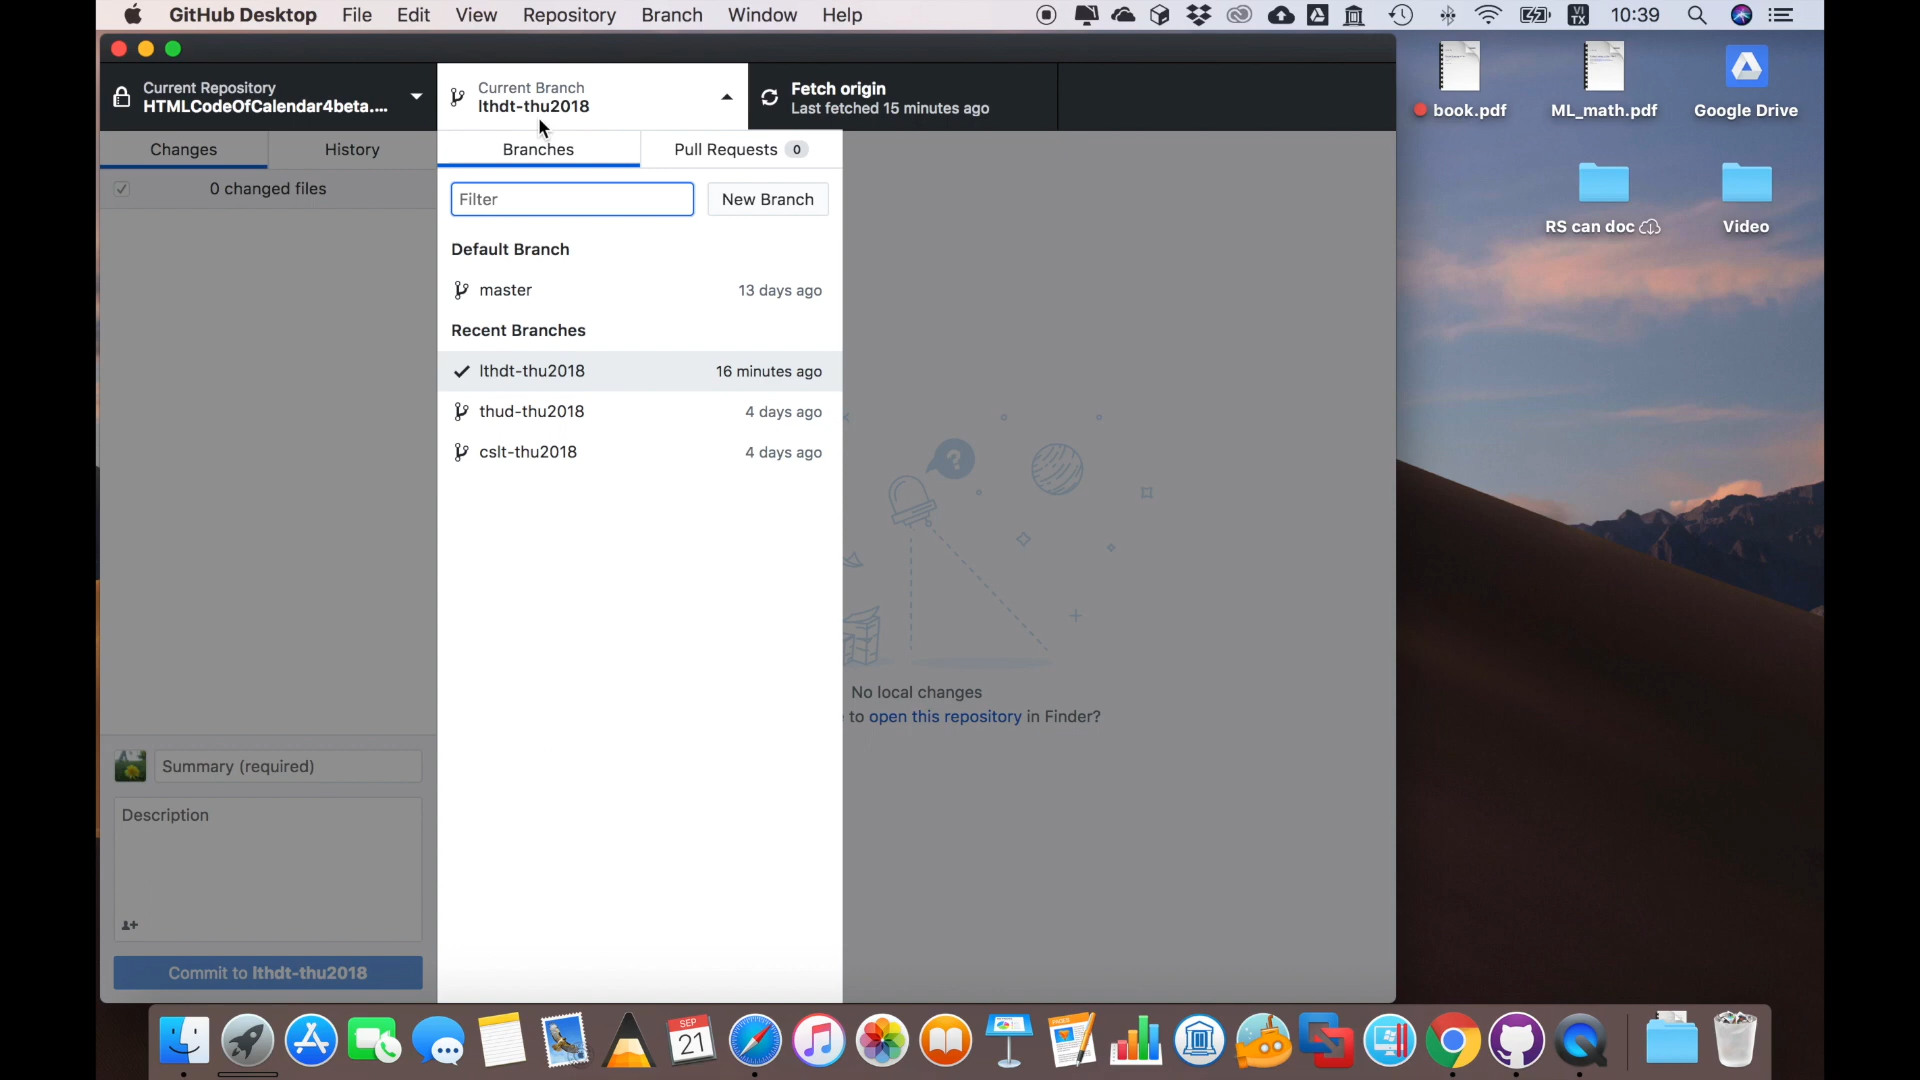 GitHub Desktop File Edit View Repository Branch Window Help
VI
TX
10:39
Current Repository
HTMLCodeOfCalendar4beta....
Current Branch
lthdt-thu2018
Fetch origin
Last fetched 15 minutes ago
Changes
History
Branches
Pull Requests 0
0 changed files
Filter
New Branch
Default Branch
master 13 days ago
Recent Branches
lthdt-thu2018 16 minutes ago
thud-thu2018 4 days ago
cslt-thu2018 4 days ago
?
No local changes
to open this repository in Finder?
Summary (required)
Description
Commit to lthdt-thu2018
book.pdf
ML_math.pdf
Google Drive
RS can doc
Video
SEP
21